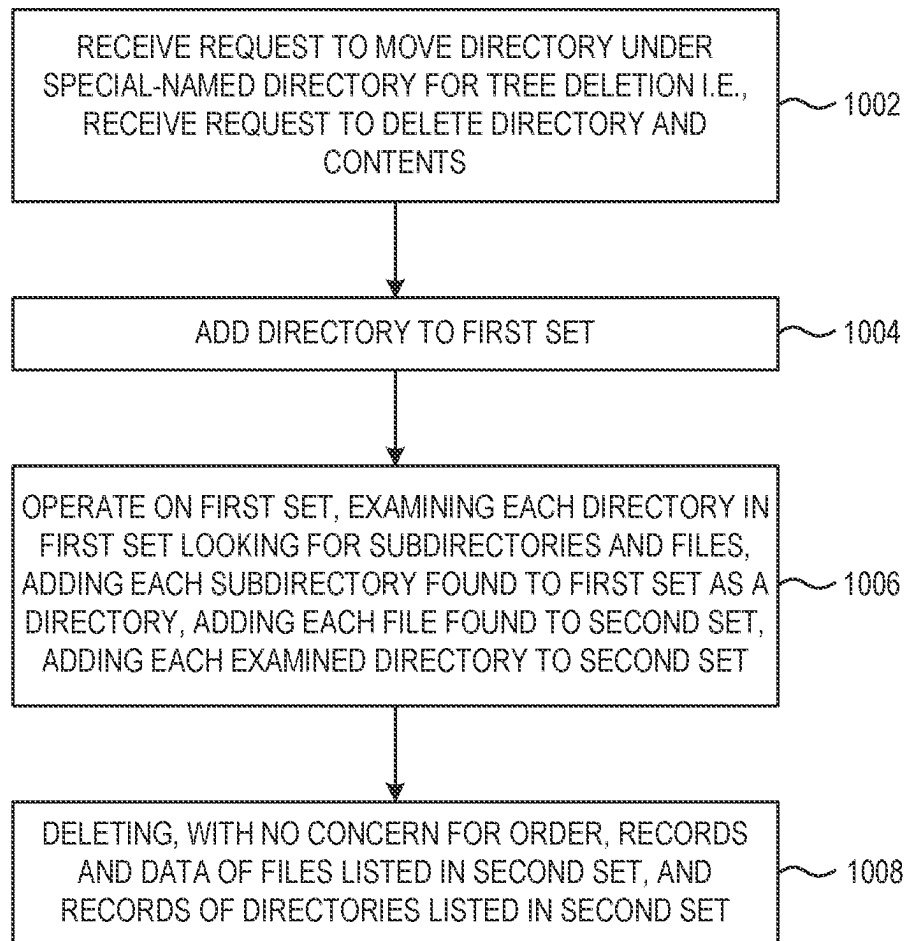 RECEIVE REQUEST TO MOVE DIRECTORY UNDER
SPECIAL-NAMED DIRECTORY FOR TREE DELETION I.E.,
RECEIVE REQUEST TO DELETE DIRECTORY AND
CONTENTS
1002
ADD DIRECTORY TO FIRST SET
1004
OPERATE ON FIRST SET, EXAMINING EACH DIRECTORY IN
FIRST SET LOOKING FOR SUBDIRECTORIES AND FILES,
ADDING EACH SUBDIRECTORY FOUND TO FIRST SET AS A
DIRECTORY, ADDING EACH FILE FOUND TO SECOND SET,
ADDING EACH EXAMINED DIRECTORY TO SECOND SET
1006
DELETING, WITH NO CONCERN FOR ORDER, RECORDS
AND DATA OF FILES LISTED IN SECOND SET, AND
RECORDS OF DIRECTORIES LISTED IN SECOND SET
1008